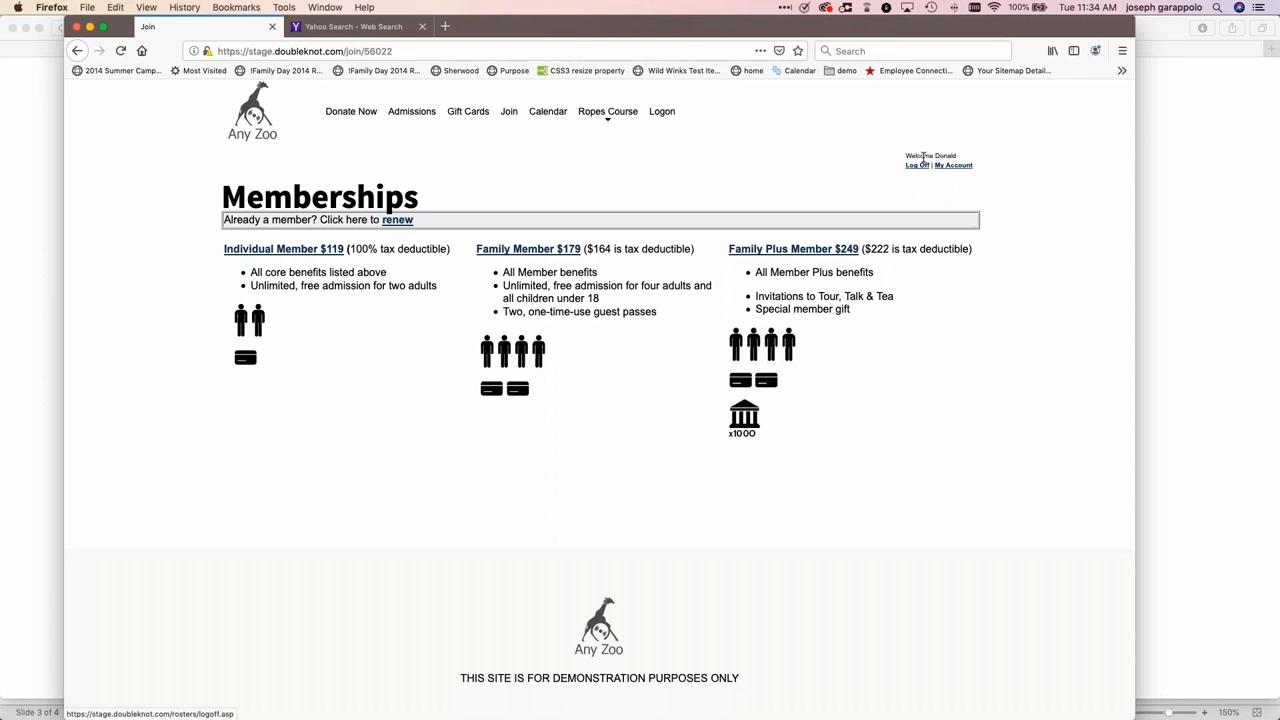 Firefox File Edit View History Bookmarks Tools Window Help
100% Tue 11:34 AM joseph garappolo
Join
Yahoo Search - Web Search
https://stage.doubleknot.com/join/56022
Search
2014 Summer Camp... Most Visited !Family Day 2014 R... !Family Day 2014 R... Sherwood Purpose CSS3 resize property Wild Winks Test Ite... home Calendar demo Employee Connecti... Your Sitemap Detail...
Any Zoo
Donate Now Admissions Gift Cards Join Calendar Ropes Course Logon
Welcome Donald
Log Off | My Account
Memberships
Already a member? Click here to renew
Individual Member $119 (100% tax deductible)
All core benefits listed above
Unlimited, free admission for two adults
Family Member $179 ($164 is tax deductible)
All Member benefits
Unlimited, free admission for four adults and
all children under 18
Two, one-time-use guest passes
Family Plus Member $249 ($222 is tax deductible)
All Member Plus benefits
Invitations to Tour, Talk & Tea
Special member gift
x1000
Any Zoo
THIS SITE IS FOR DEMONSTRATION PURPOSES ONLY
https://stage.doubleknot.com/rosters/logoff.asp
Slide 3 of 4
150%